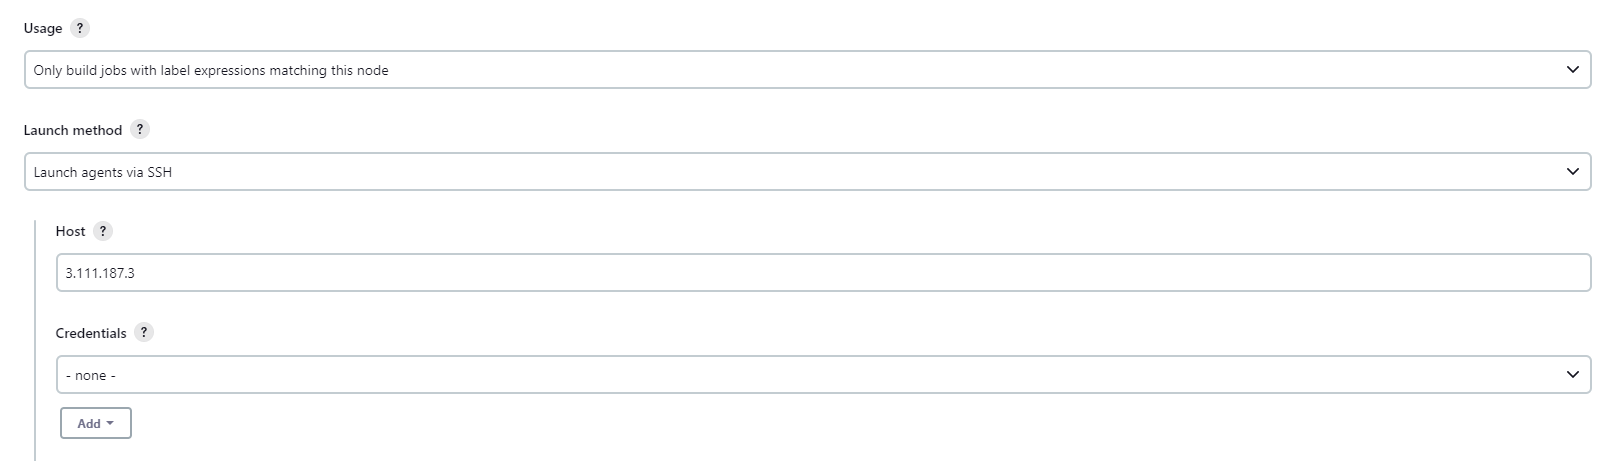 Usage ?
Only build jobs with label expressions matching this node
Launch method ?
Launch agents via SSH
Host ?
3.111.187.3
Credentials ?
- none -
Add